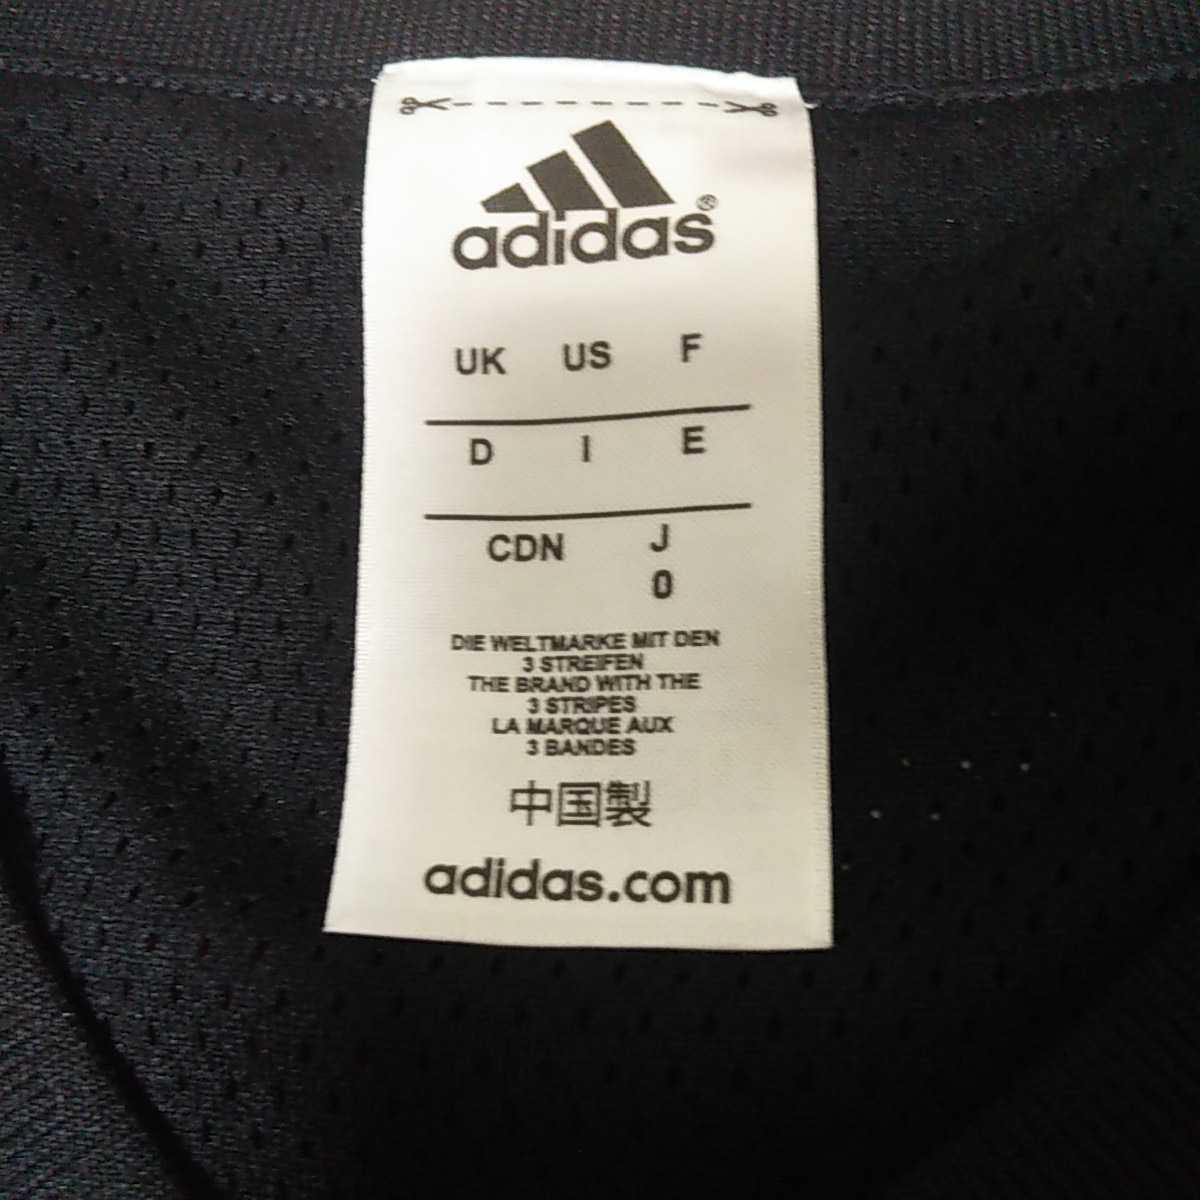 adidas®
UK US F
D I E
CDN J
0
DIE WELTMARKE MIT DEN
3 STREIFEN
THE BRAND WITH THE
3 STRIPES
LA MARQUE AUX
3 BANDES
中国製
adidas.com